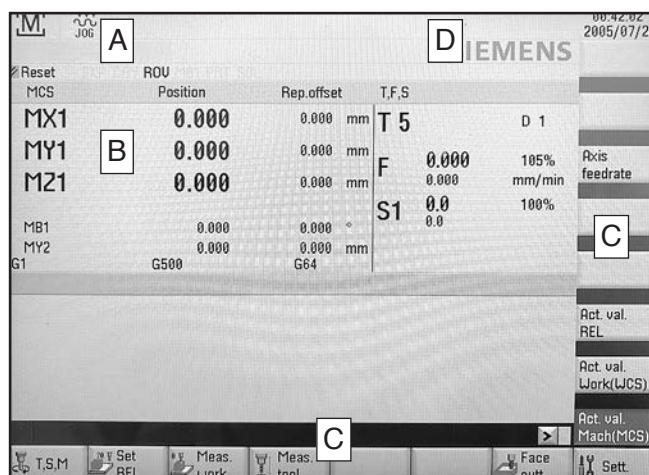 M JOG A D 00:42:02
2005/07/2
IEMENS
Reset ROV
MCS Position Rep.offset T,F,S
MX1 0.000 0.000 mm T 5 D 1
MY1 B 0.000 0.000 mm
MZ1 0.000 0.000 mm
F 0.000 105%
0.000 mm/min
S1 0.0 100%
0.0
MB1 0.000 0.000 °
MY2 0.000 0.000 mm
G1 G500 G64
Axis
feedrate
C
Act. val.
REL
Act. val.
Work(WCS)
Act. val.
Mach(MCS)
C
>
T,S,M
Set
REL
Meas.
work
Meas.
tool
Face
cutt.
Sett.